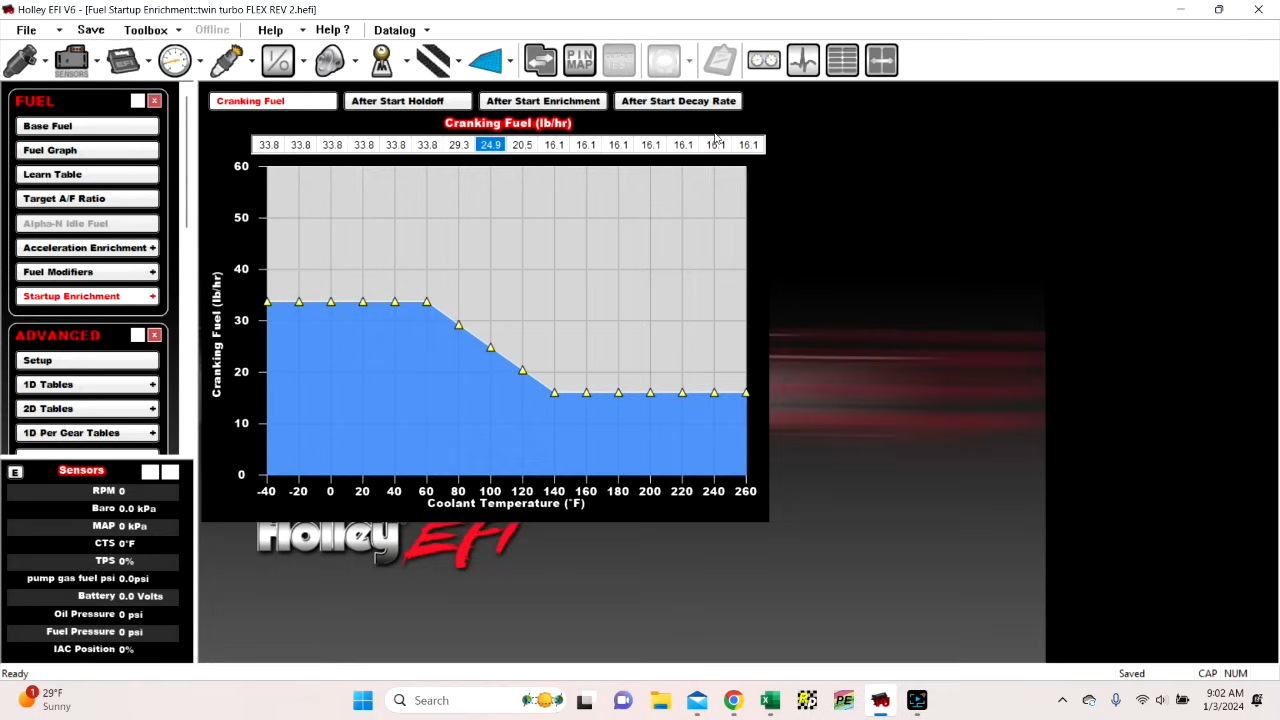 Holley EFI V6 - [Fuel Startup Enrichment::twin turbo FLEX REV 2.hefi]
File Save Toolbox Offline Help Help ? Datalog
SENSORS PIN MAP
FUEL
Base Fuel
Fuel Graph
Learn Table
Target A/F Ratio
Alpha-N Idle Fuel
Acceleration Enrichment +
Fuel Modifiers +
Startup Enrichment +
ADVANCED
Setup
1D Tables +
2D Tables +
1D Per Gear Tables +
E Sensors
RPM 0
Baro 0.0 kPa
MAP 0 kPa
CTS 0°F
TPS 0%
pump gas fuel psi 0.0psi
Battery 0.0 Volts
Oil Pressure 0 psi
Fuel Pressure 0 psi
IAC Position 0%
Cranking Fuel After Start Holdoff After Start Enrichment After Start Decay Rate
Cranking Fuel (lb/hr)
33.8 33.8 33.8 33.8 33.8 33.8 29.3 24.9 20.5 16.1 16.1 16.1 16.1 16.1 16.1 16.1
60
50
40
30
20
10
0
Cranking Fuel (lb/hr)
-40 -20 0 20 40 60 80 100 120 140 160 180 200 220 240 260
Coolant Temperature (°F)
Holley EFI
Ready Saved CAP NUM
1
29°F
Sunny
Search
PE
9:02 AM
1/3/2024